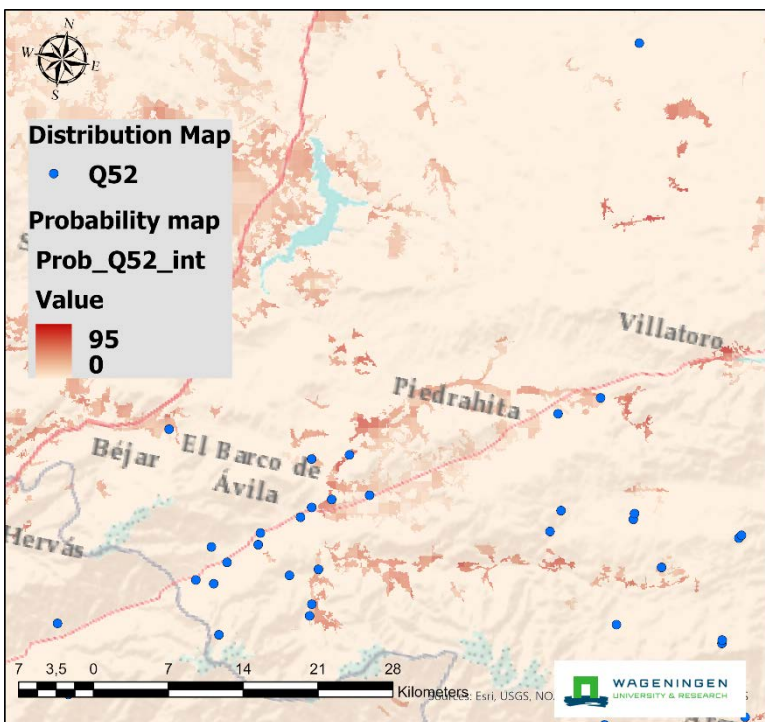 N
W E
S
Distribution Map
Q52
Probability map
Prob_Q52_int
Value
95
0
Villatoro
Piedrahita
Béjar
El Barco de
Ávila
Hervás
7 3,5 0 7 14 21 28
Kilometers
Sources: Esri, USGS, NO
WAGENINGEN
UNIVERSITY & RESEARCH